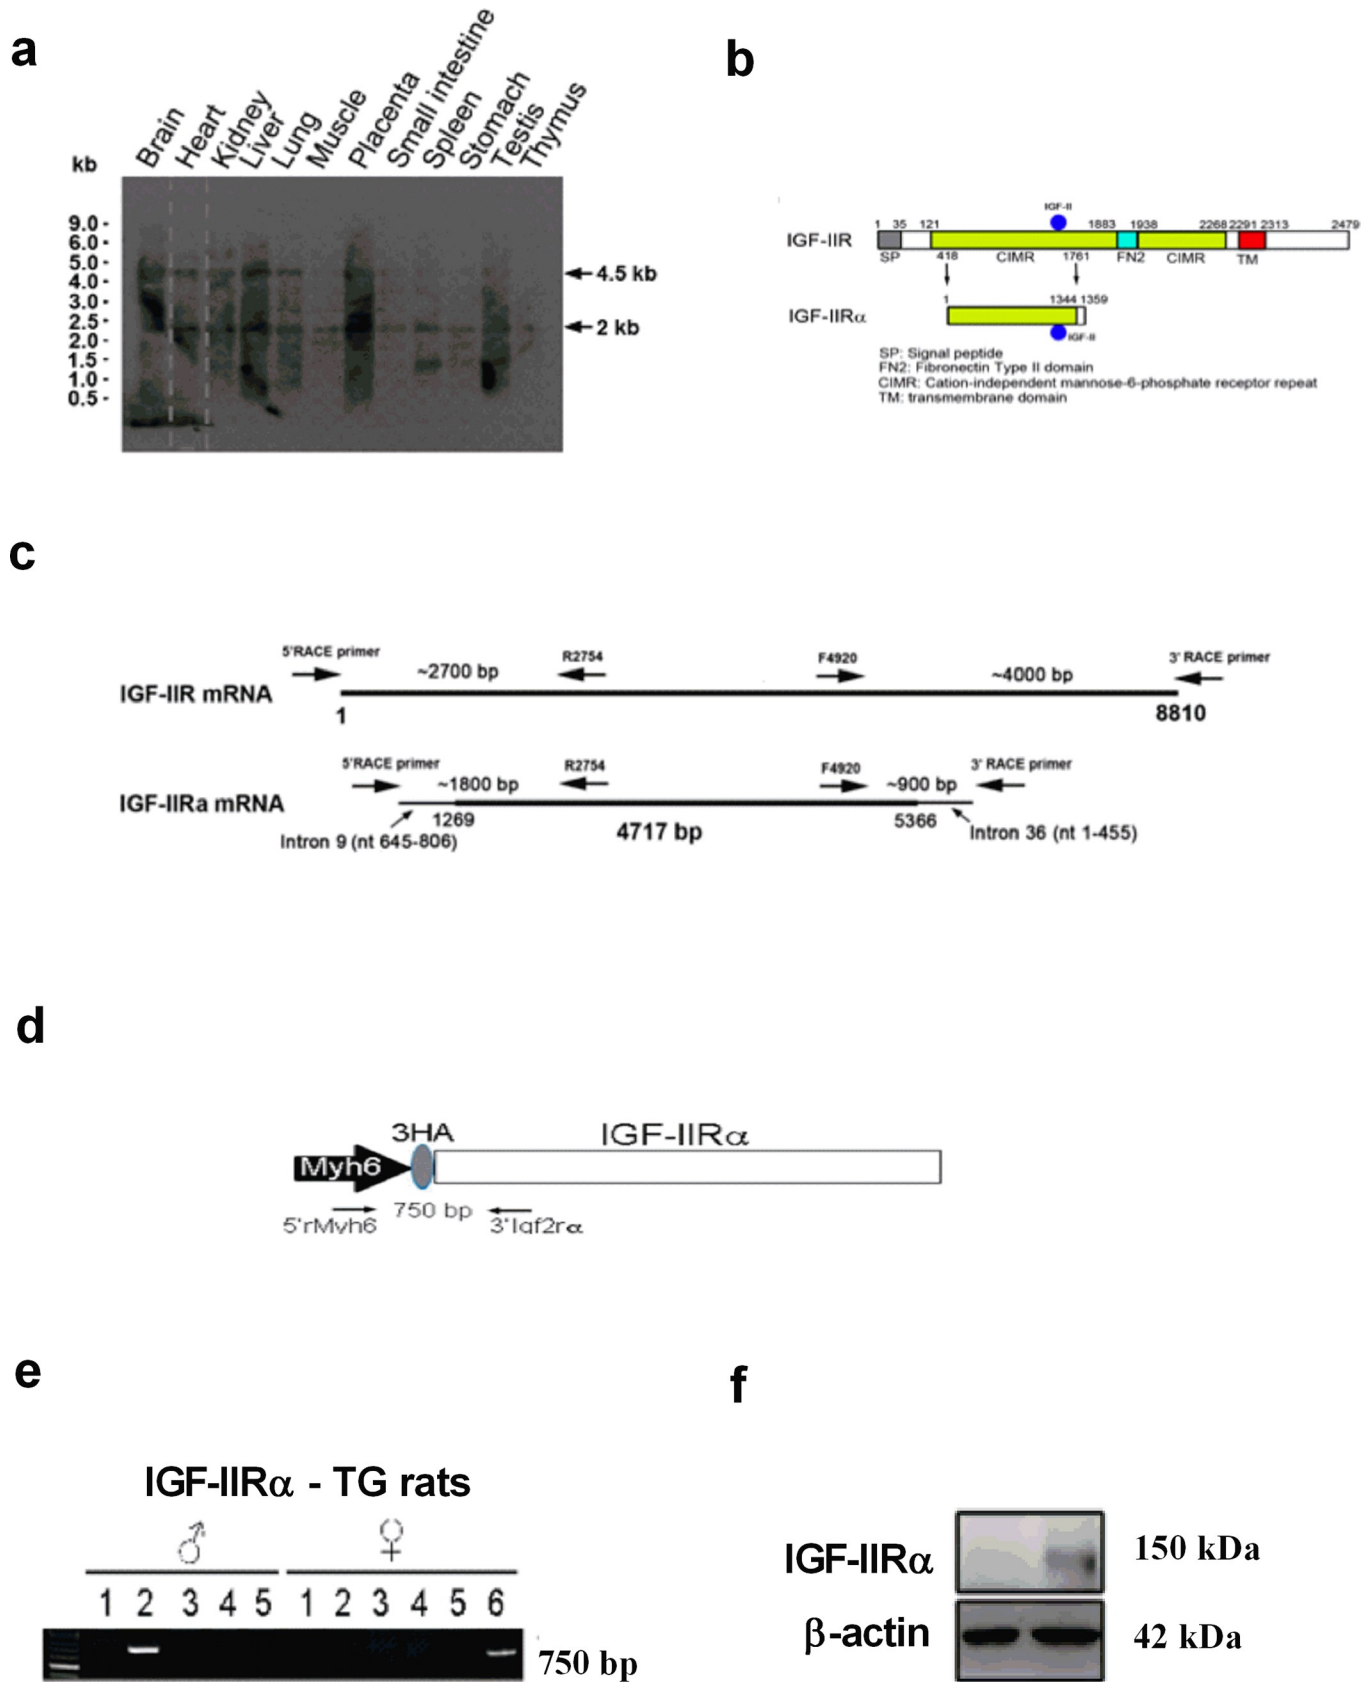 a
Brain Heart Kidney Liver Lung Muscle Placenta Small intestine Spleen Stomach Testis Thymus
kb
9.0
6.0
5.0
4.0
3.0
2.5
2.0
1.5
1.0
0.5
4.5 kb
2 kb
b
IGF-II
1 35 121 1883 1938 2268 2291 2313 2479
IGF-IIR
SP 418 CIMR 1761 FN2 CIMR TM
1 1344 1359
IGF-IIRα
IGF-II
SP: Signal peptide
FN2: Fibronectin Type II domain
CIMR: Cation-independent mannose-6-phosphate receptor repeat
TM: transmembrane domain
c
5'RACE primer ~2700 bp R2754 F4920 ~4000 bp 3' RACE primer
IGF-IIR mRNA
1 8810
5'RACE primer ~1800 bp R2754 F4920 ~900 bp 3' RACE primer
IGF-IIRa mRNA
1269 4717 bp 5366
Intron 9 (nt 645-806) Intron 36 (nt 1-455)
d
3HA IGF-IIRα
Myh6
5'rMyh6 750 bp 3'Igf2rα
e
IGF-IIRα - TG rats
♂ ♀
1 2 3 4 5 1 2 3 4 5 6
750 bp
f
IGF-IIRα 150 kDa
β-actin 42 kDa